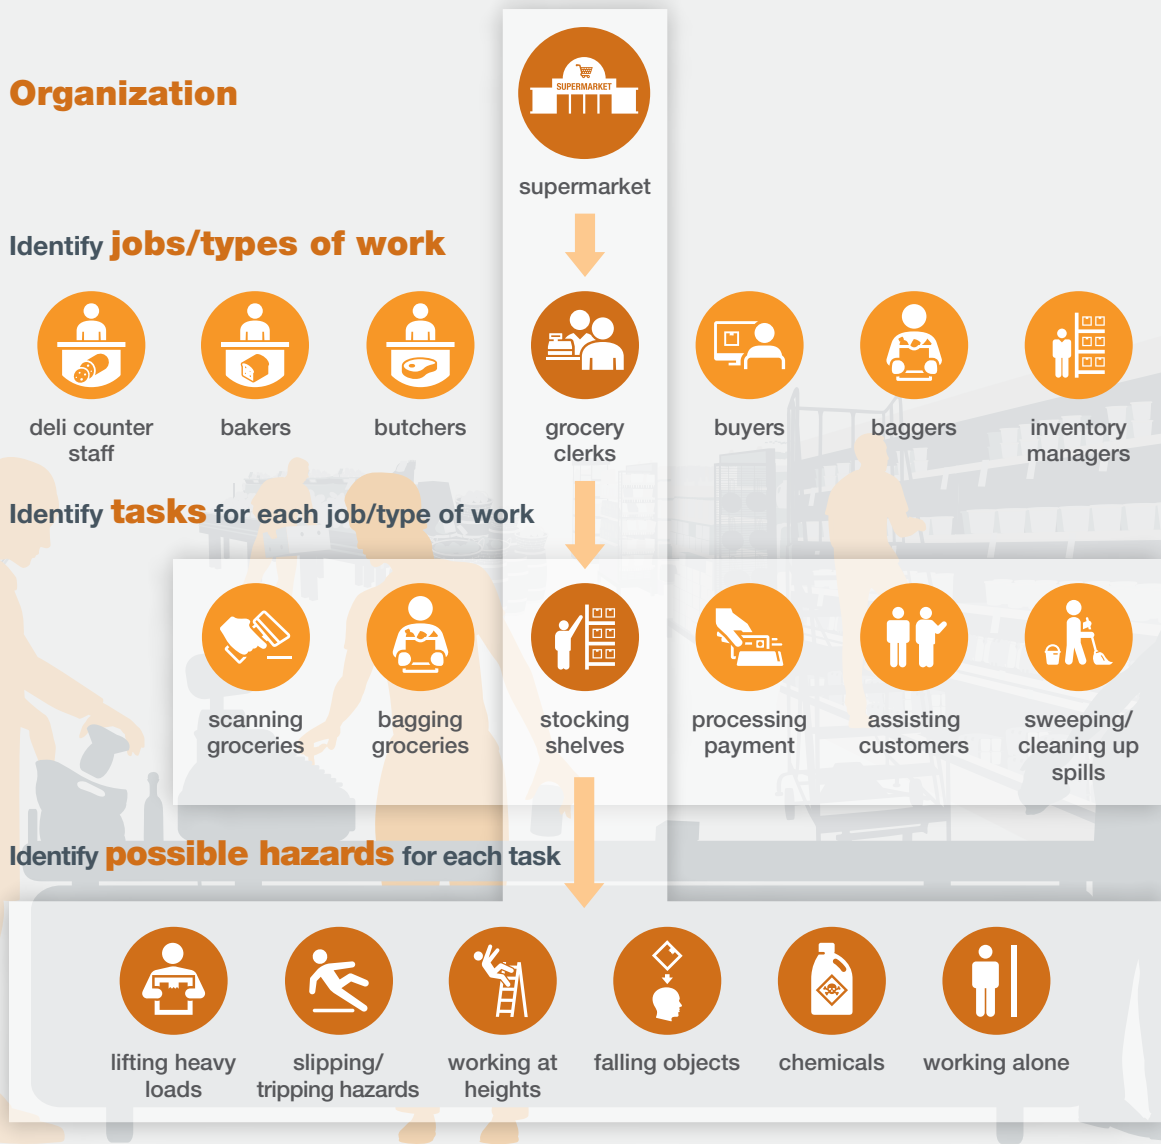 Organization
SUPERMARKET
supermarket
Identify jobs/types of work
deli counter
staff
bakers
butchers
grocery
clerks
buyers
baggers
inventory
managers
Identify tasks for each job/type of work
scanning
groceries
bagging
groceries
stocking
shelves
processing
payment
assisting
customers
sweeping/
cleaning up
spills
Identify possible hazards for each task
lifting heavy
loads
slipping/
tripping hazards
working at
heights
falling objects
chemicals
working alone